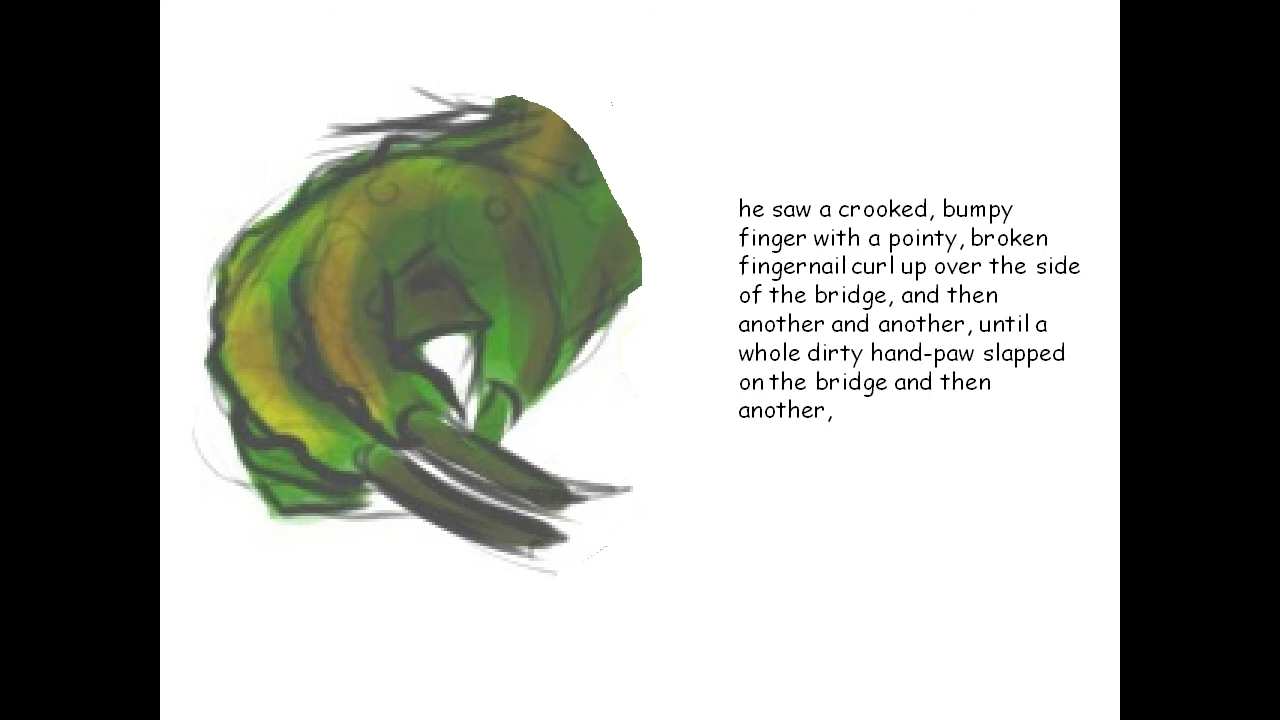 he saw a crooked, bumpy
finger with a pointy, broken
fingernail curl up over the side
of the bridge, and then
another and another, until a
whole dirty hand-paw slapped
on the bridge and then
another,